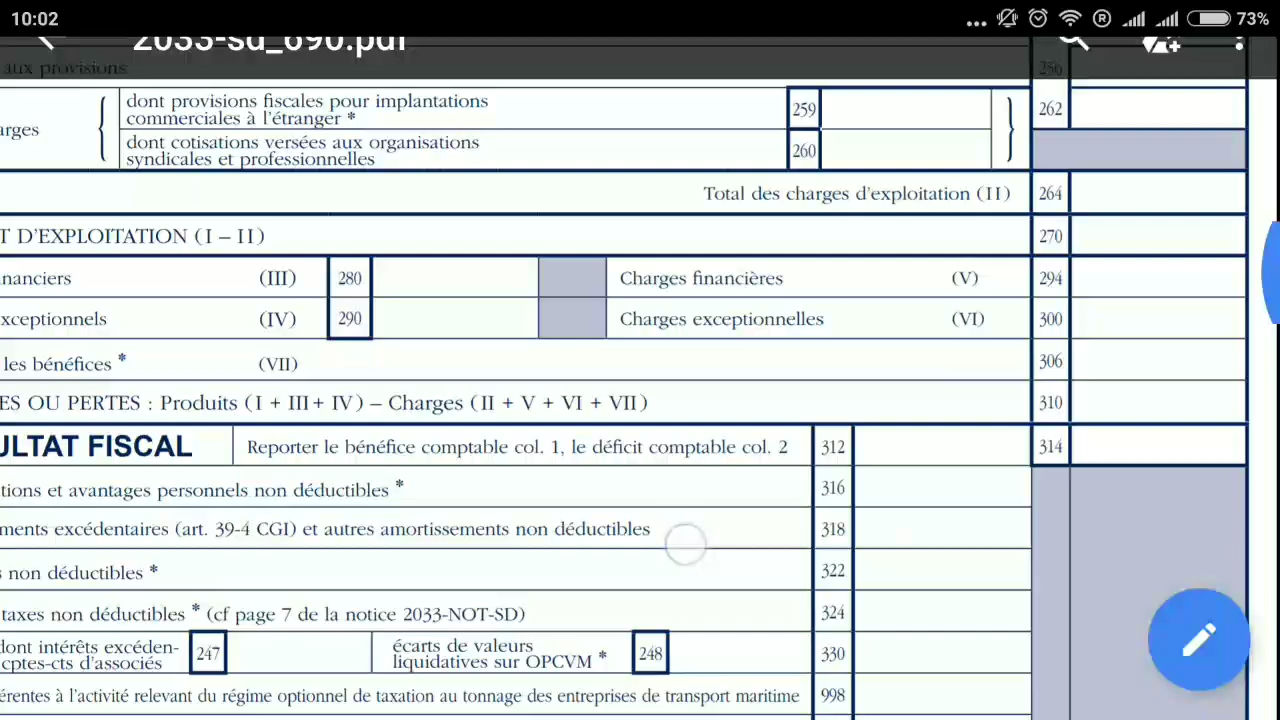 10:02 ... R 73%
2033-sd_690.pdf
aux provisions 256
arges dont provisions fiscales pour implantations
commerciales à l'étranger * 259 262
dont cotisations versées aux organisations
syndicales et professionnelles 260
Total des charges d'exploitation (II) 264
T D'EXPLOITATION (I – II) 270
nanciers (III) 280 Charges financières (V) 294
xceptionnels (IV) 290 Charges exceptionnelles (VI) 300
les bénéfices * (VII) 306
ES OU PERTES : Produits (I + III + IV) – Charges (II + V + VI + VII) 310
ULTAT FISCAL Reporter le bénéfice comptable col. 1, le déficit comptable col. 2 312 314
tions et avantages personnels non déductibles * 316
ments excédentaires (art. 39-4 CGI) et autres amortissements non déductibles 318
s non déductibles * 322
taxes non déductibles * (cf page 7 de la notice 2033-NOT-SD) 324
dont intérêts excéden-
cptes-cts d'associés 247 écarts de valeurs
liquidatives sur OPCVM * 248 330
érentes à l'activité relevant du régime optionnel de taxation au tonnage des entreprises de transport maritime 998